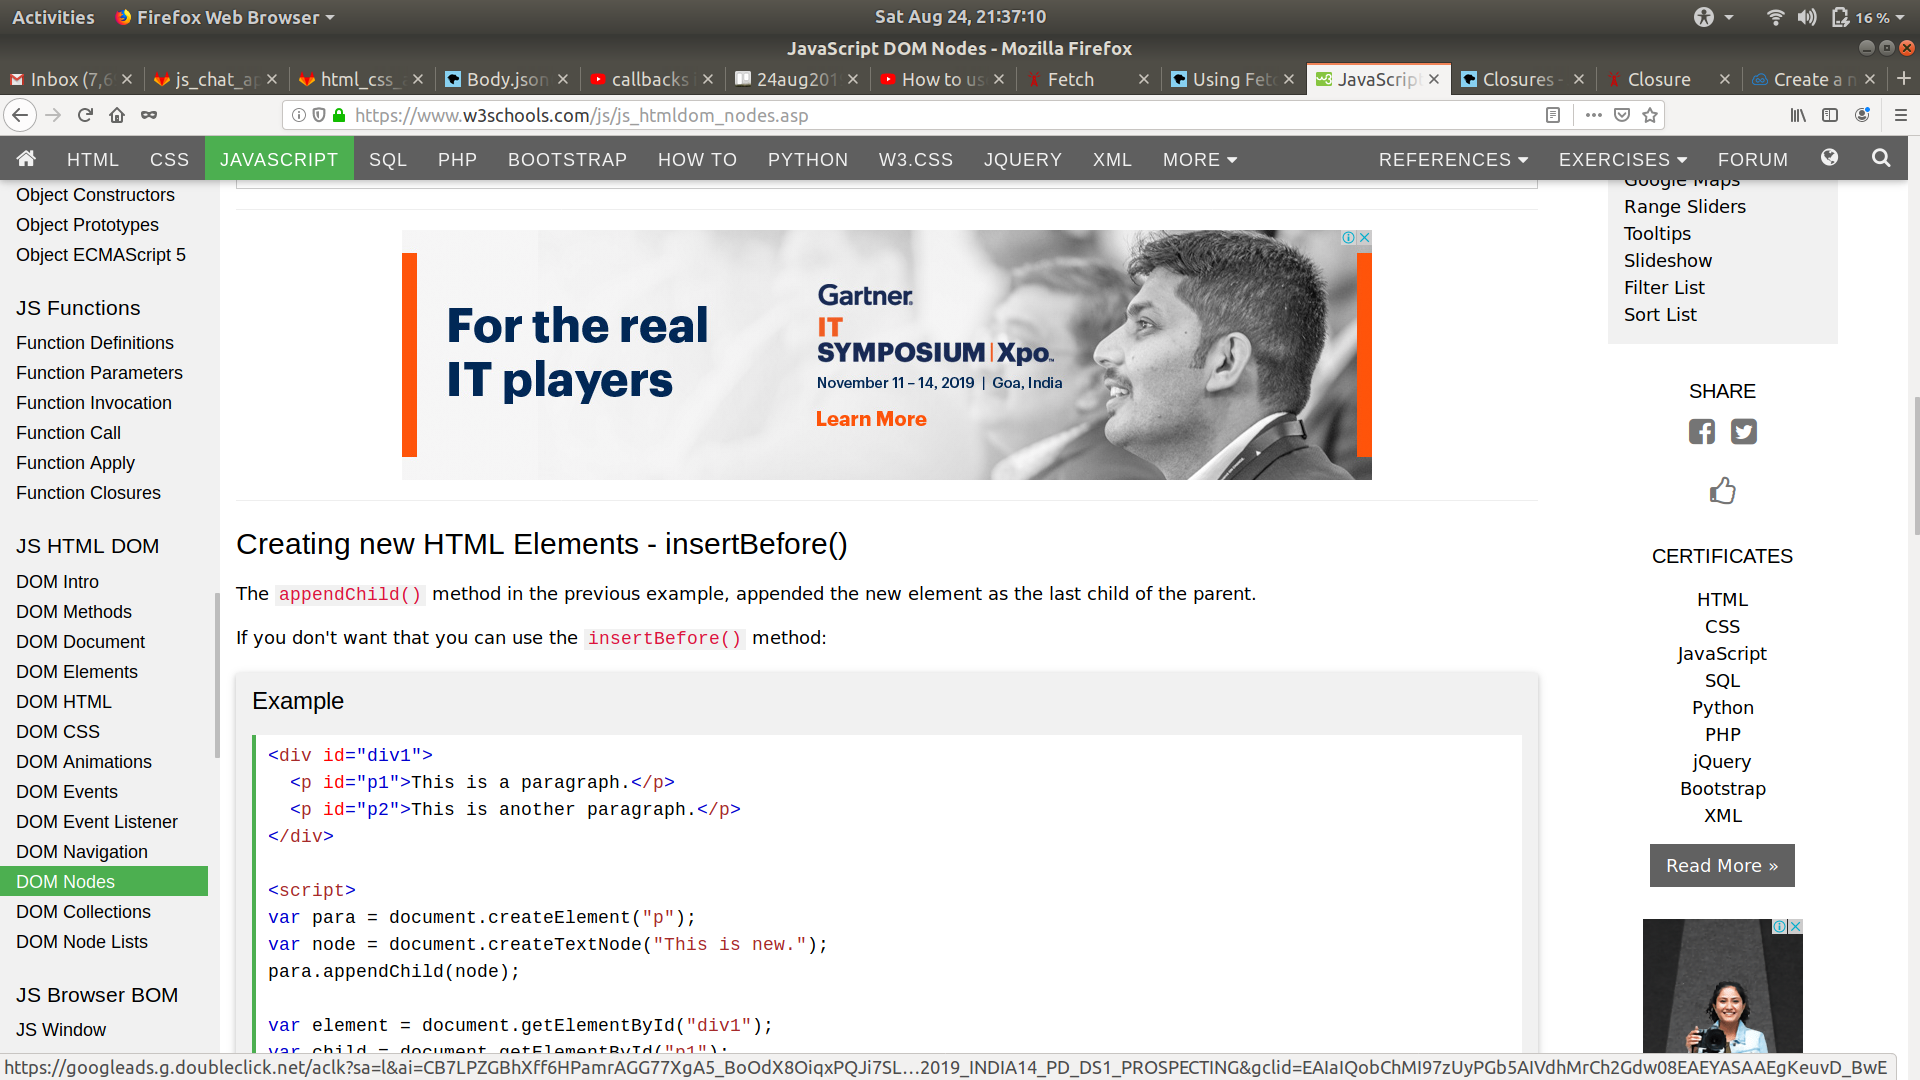 Activities
Firefox Web Browser
Sat Aug 24, 21:37:10
16 %
JavaScript DOM Nodes - Mozilla Firefox
Inbox (7,6
js_chat_ap
html_css_
Body.json
callbacks
24aug201
How to us
Fetch
Using Fetc
JavaScript
Closures -
Closure
Create a n
https://www.w3schools.com/js/js_htmldom_nodes.asp
HTML
CSS
JAVASCRIPT
SQL
PHP
BOOTSTRAP
HOW TO
PYTHON
W3.CSS
JQUERY
XML
MORE
REFERENCES
EXERCISES
FORUM
Object Constructors
Object Prototypes
Object ECMAScript 5
JS Functions
Function Definitions
Function Parameters
Function Invocation
Function Call
Function Apply
Function Closures
JS HTML DOM
DOM Intro
DOM Methods
DOM Document
DOM Elements
DOM HTML
DOM CSS
DOM Animations
DOM Events
DOM Event Listener
DOM Navigation
DOM Nodes
DOM Collections
DOM Node Lists
JS Browser BOM
JS Window
For the real
IT players
Gartner
IT
SYMPOSIUM|Xpo™
November 11 – 14, 2019 | Goa, India
Learn More
Creating new HTML Elements - insertBefore()
The appendChild() method in the previous example, appended the new element as the last child of the parent.
If you don't want that you can use the insertBefore() method:
Example
<div id="div1">
  <p id="p1">This is a paragraph.</p>
  <p id="p2">This is another paragraph.</p>
</div>
<script>
var para = document.createElement("p");
var node = document.createTextNode("This is new.");
para.appendChild(node);
var element = document.getElementById("div1");
var child = document.getElementById("p1");
Google Maps
Range Sliders
Tooltips
Slideshow
Filter List
Sort List
SHARE
CERTIFICATES
HTML
CSS
JavaScript
SQL
Python
PHP
jQuery
Bootstrap
XML
Read More »
https://googleads.g.doubleclick.net/aclk?sa=l&ai=CB7LPZGBhXff6HPamrAGG77XgA5_BoOdX8OiqxPQJi7SL…2019_INDIA14_PD_DS1_PROSPECTING&gclid=EAIaIQobChMI97zUyPGb5AIVdhMrCh2Gdw08EAEYASAAEgKeuvD_BwE